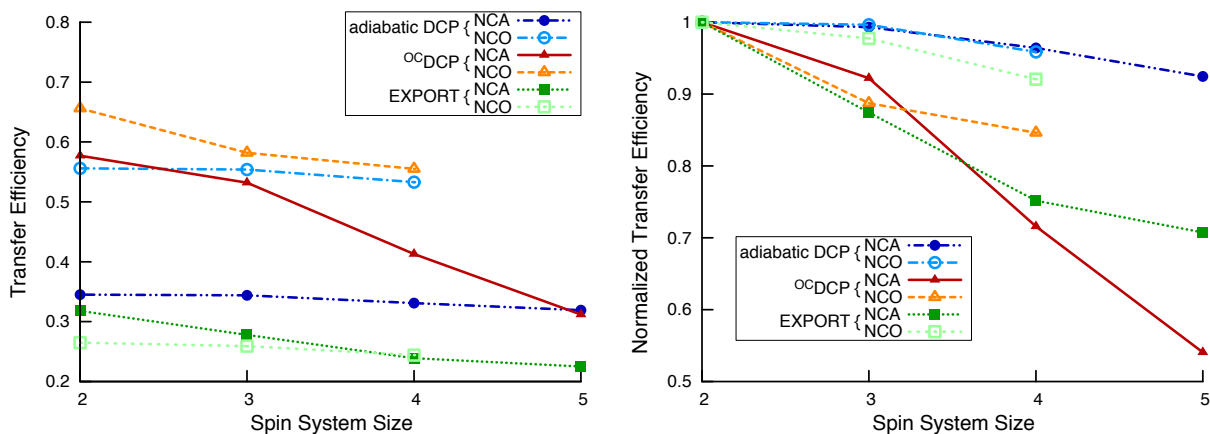 0.8
0.7
0.6
0.5
0.4
0.3
0.2
Transfer Efficiency
2
3
4
5
Spin System Size
adiabatic DCP { NCA
NCO
OCDCP { NCA
NCO
EXPORT { NCA
NCO
1
0.9
0.8
0.7
0.6
0.5
Normalized Transfer Efficiency
2
3
4
5
Spin System Size
adiabatic DCP { NCA
NCO
OCDCP { NCA
NCO
EXPORT { NCA
NCO